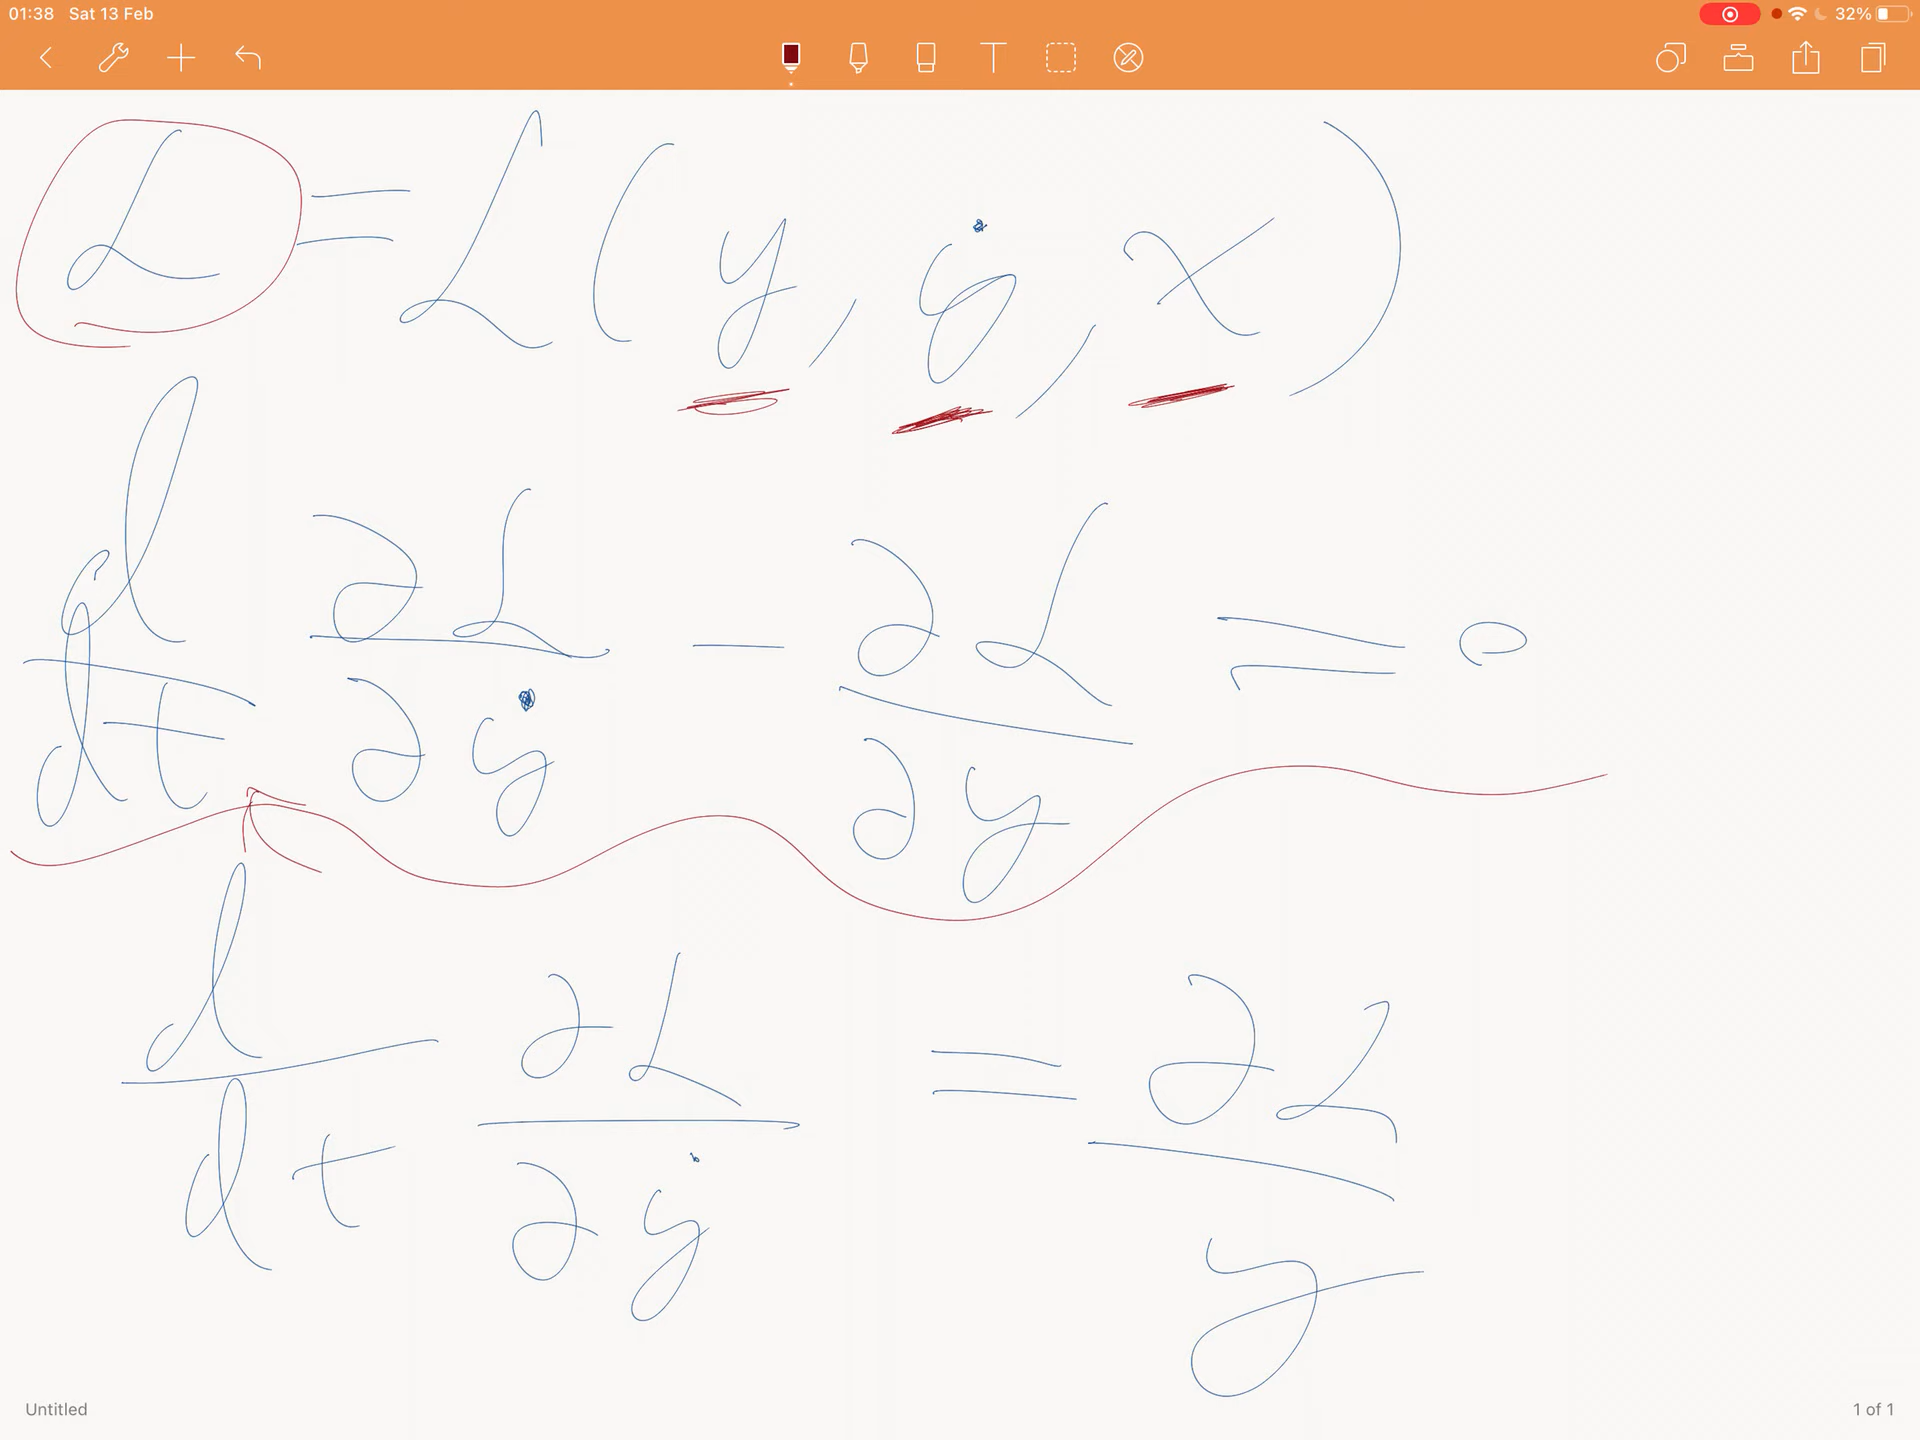 01:38 Sat 13 Feb 32%
T
L = L ( y , ẏ , x )
d/dt ∂L/∂ẏ - ∂L/∂y = 0
d/dt ∂L/∂ẏ = ∂L/y
Untitled 1 of 1